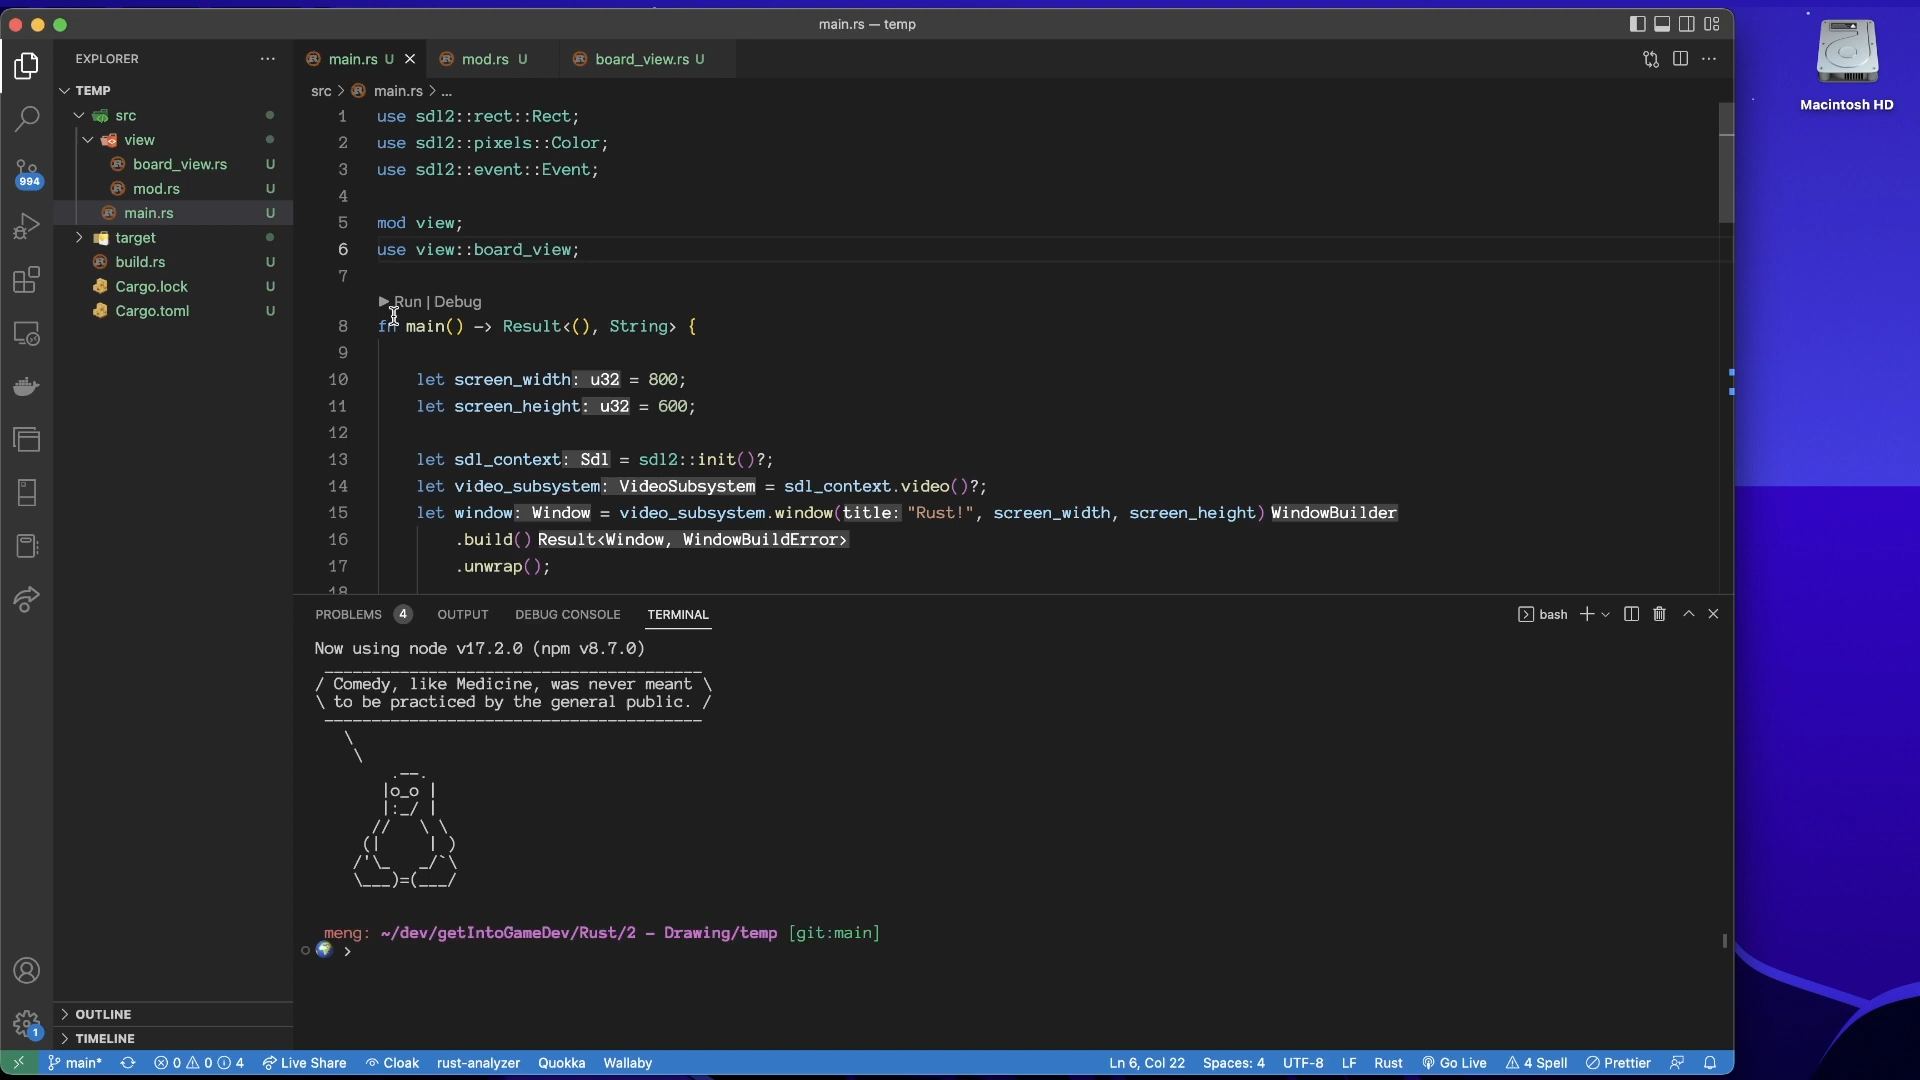 main.rs — temp
Macintosh HD
EXPLORER
TEMP
src
view
board_view.rs U
mod.rs U
main.rs U
target
build.rs U
Cargo.lock U
Cargo.toml U
OUTLINE
TIMELINE
994
1
main.rs U
mod.rs U
board_view.rs U
src > main.rs > ...
1 use sdl2::rect::Rect;
2 use sdl2::pixels::Color;
3 use sdl2::event::Event;
4
5 mod view;
6 use view::board_view;
7
Run | Debug
8 fn main() -> Result<(), String> {
9
10 let screen_width: u32 = 800;
11 let screen_height: u32 = 600;
12
13 let sdl_context: Sdl = sdl2::init()?;
14 let video_subsystem: VideoSubsystem = sdl_context.video()?;
15 let window: Window = video_subsystem.window(title: "Rust!", screen_width, screen_height) WindowBuilder
16 .build() Result<Window, WindowBuildError>
17 .unwrap();
18
PROBLEMS 4 OUTPUT DEBUG CONSOLE TERMINAL
bash
Now using node v17.2.0 (npm v8.7.0)
 ________________________________________
/ Comedy, like Medicine, was never meant \
\ to be practiced by the general public. /
 ----------------------------------------
   \
    \
        .--.
       |o_o |
       |:_/ |
      //   \ \
     (|     | )
    /'\_   _/`\
    \___)=(___/
meng: ~/dev/getIntoGameDev/Rust/2 - Drawing/temp [git:main]
🌍 >
main* 0 0 4 Live Share Cloak rust-analyzer Quokka Wallaby
Ln 6, Col 22 Spaces: 4 UTF-8 LF Rust Go Live 4 Spell Prettier